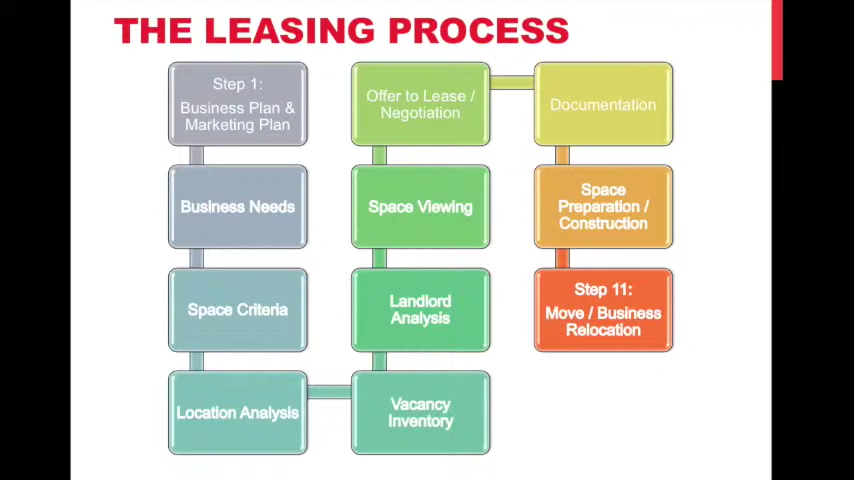 THE LEASING PROCESS
Step 1:
Business Plan &
Marketing Plan
Business Needs
Space Criteria
Location Analysis
Vacancy
Inventory
Landlord
Analysis
Space Viewing
Offer to Lease /
Negotiation
Documentation
Space
Preparation /
Construction
Step 11:
Move / Business
Relocation